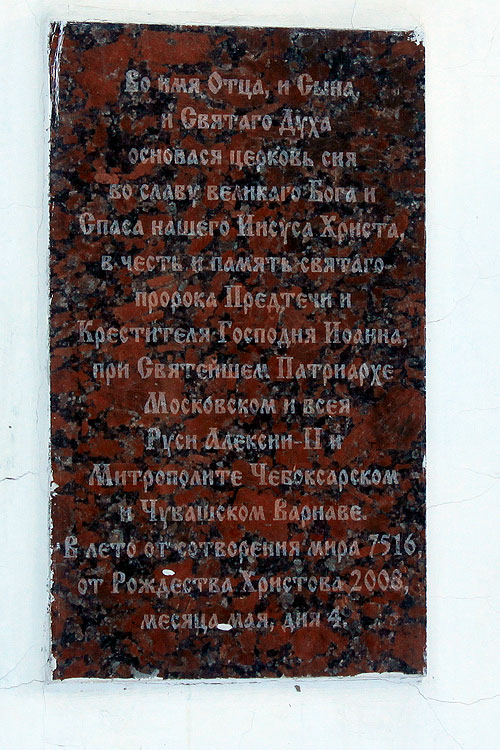 Во имя Отца, и Сына,
и Святаго Духа
основася церковь сия
во славу великаго Бога и
Спаса нашего Иисуса Христа,
в честь и память святаго
пророка Предтечи и
Крестителя Господня Иоанна,
при Святейшем Патриархе
Московском и всея
Руси Алексии-II и
Митрополите Чебоксарском
и Чувашском Варнаве.
В лето от сотворения мира 7516,
от Рождества Христова 2008,
месяца мая, дня 4.